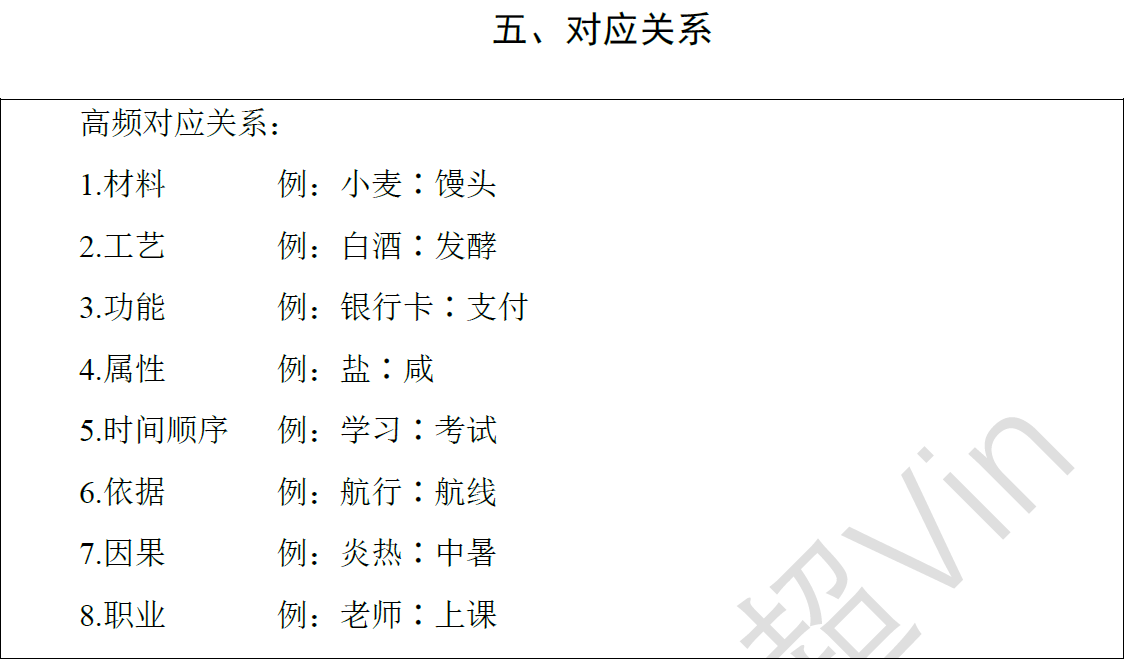 五、对应关系
高频对应关系：
1.材料 例：小麦∶馒头
2.工艺 例：白酒∶发酵
3.功能 例：银行卡∶支付
4.属性 例：盐∶咸
5.时间顺序 例：学习∶考试
6.依据 例：航行∶航线
7.因果 例：炎热∶中暑
8.职业 例：老师∶上课
超Vin